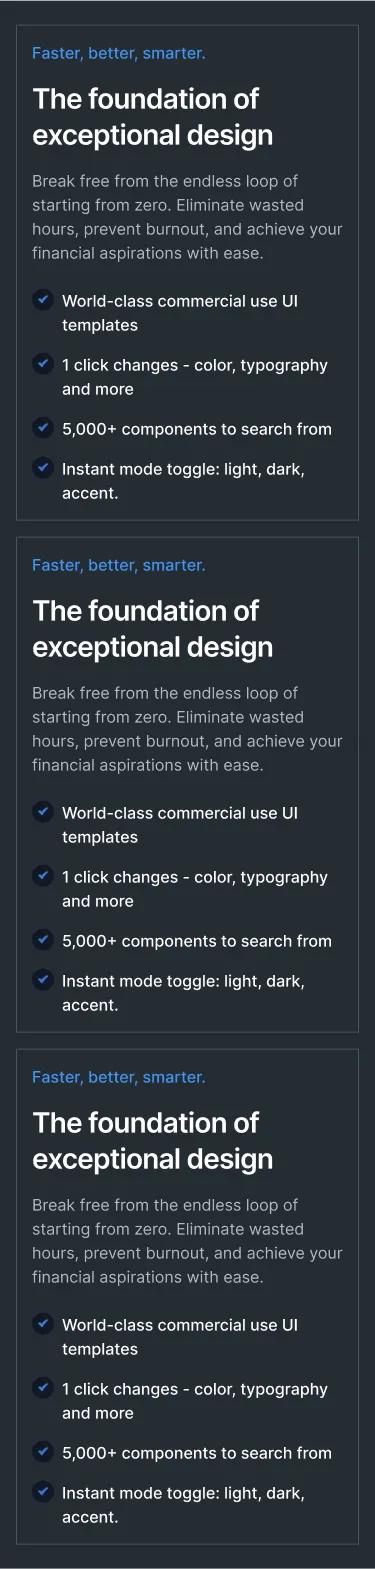 Faster, better, smarter.
The foundation of
exceptional design
Break free from the endless loop of
starting from zero. Eliminate wasted
hours, prevent burnout, and achieve your
financial aspirations with ease.
World-class commercial use UI
templates
1 click changes - color, typography
and more
5,000+ components to search from
Instant mode toggle: light, dark,
accent.
Faster, better, smarter.
The foundation of
exceptional design
Break free from the endless loop of
starting from zero. Eliminate wasted
hours, prevent burnout, and achieve your
financial aspirations with ease.
World-class commercial use UI
templates
1 click changes - color, typography
and more
5,000+ components to search from
Instant mode toggle: light, dark,
accent.
Faster, better, smarter.
The foundation of
exceptional design
Break free from the endless loop of
starting from zero. Eliminate wasted
hours, prevent burnout, and achieve your
financial aspirations with ease.
World-class commercial use UI
templates
1 click changes - color, typography
and more
5,000+ components to search from
Instant mode toggle: light, dark,
accent.